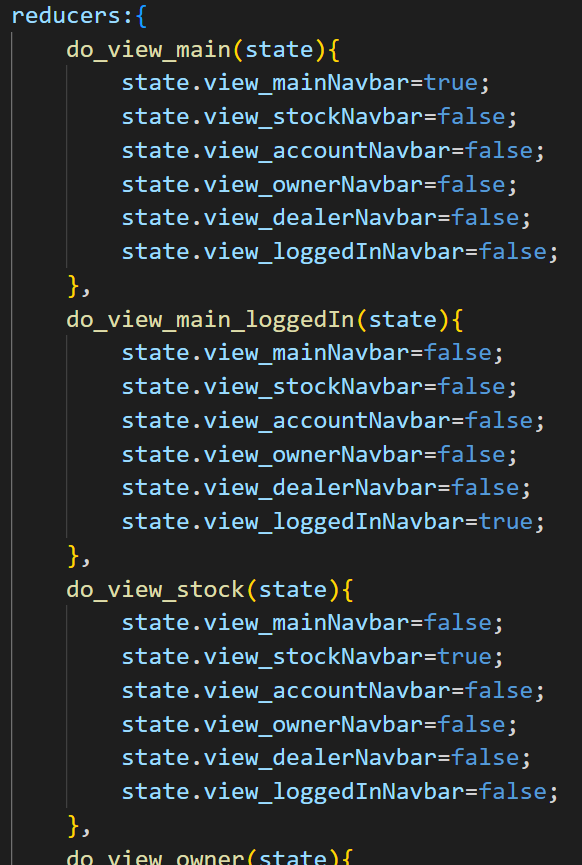 reducers:{
do_view_main(state){
state.view_mainNavbar=true;
state.view_stockNavbar=false;
state.view_accountNavbar=false;
state.view_ownerNavbar=false;
state.view_dealerNavbar=false;
state.view_loggedInNavbar=false;
},
do_view_main_loggedIn(state){
state.view_mainNavbar=false;
state.view_stockNavbar=false;
state.view_accountNavbar=false;
state.view_ownerNavbar=false;
state.view_dealerNavbar=false;
state.view_loggedInNavbar=true;
},
do_view_stock(state){
state.view_mainNavbar=false;
state.view_stockNavbar=true;
state.view_accountNavbar=false;
state.view_ownerNavbar=false;
state.view_dealerNavbar=false;
state.view_loggedInNavbar=false;
},
do_view_owner(state){